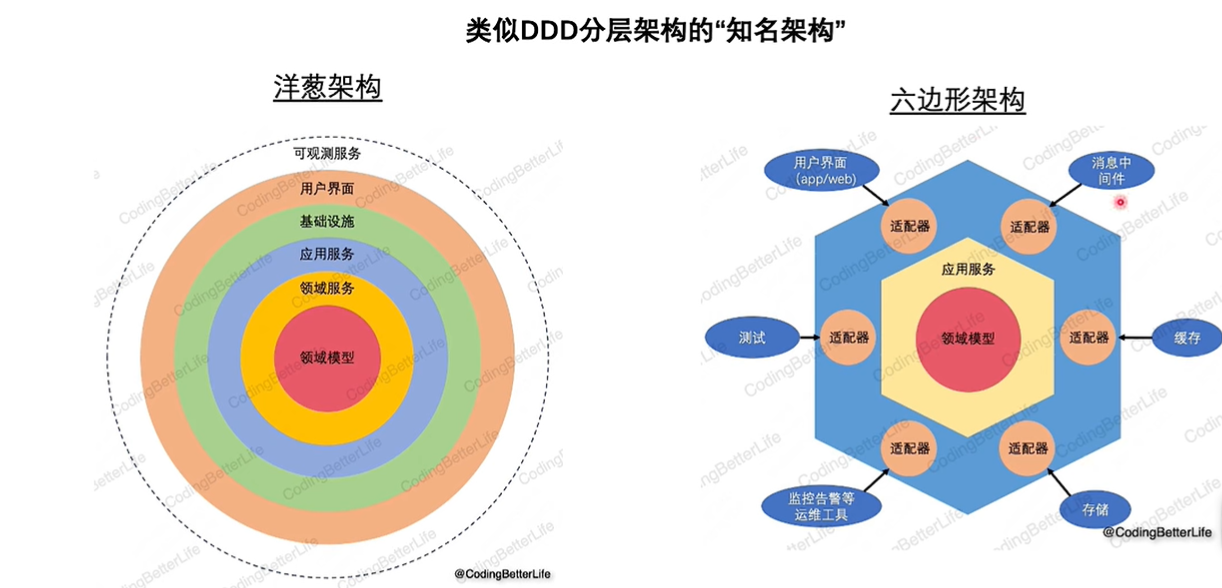 类似DDD分层架构的“知名架构”
洋葱架构
可观测服务
用户界面
基础设施
应用服务
领域服务
领域模型
@CodingBetterLife
六边形架构
用户界面
（app/web)
消息中
间件
适配器
适配器
应用服务
测试
适配器
领域模型
适配器
缓存
适配器
适配器
监控告警等
运维工具
存储
@CodingBetterLife
CodingBetterLife